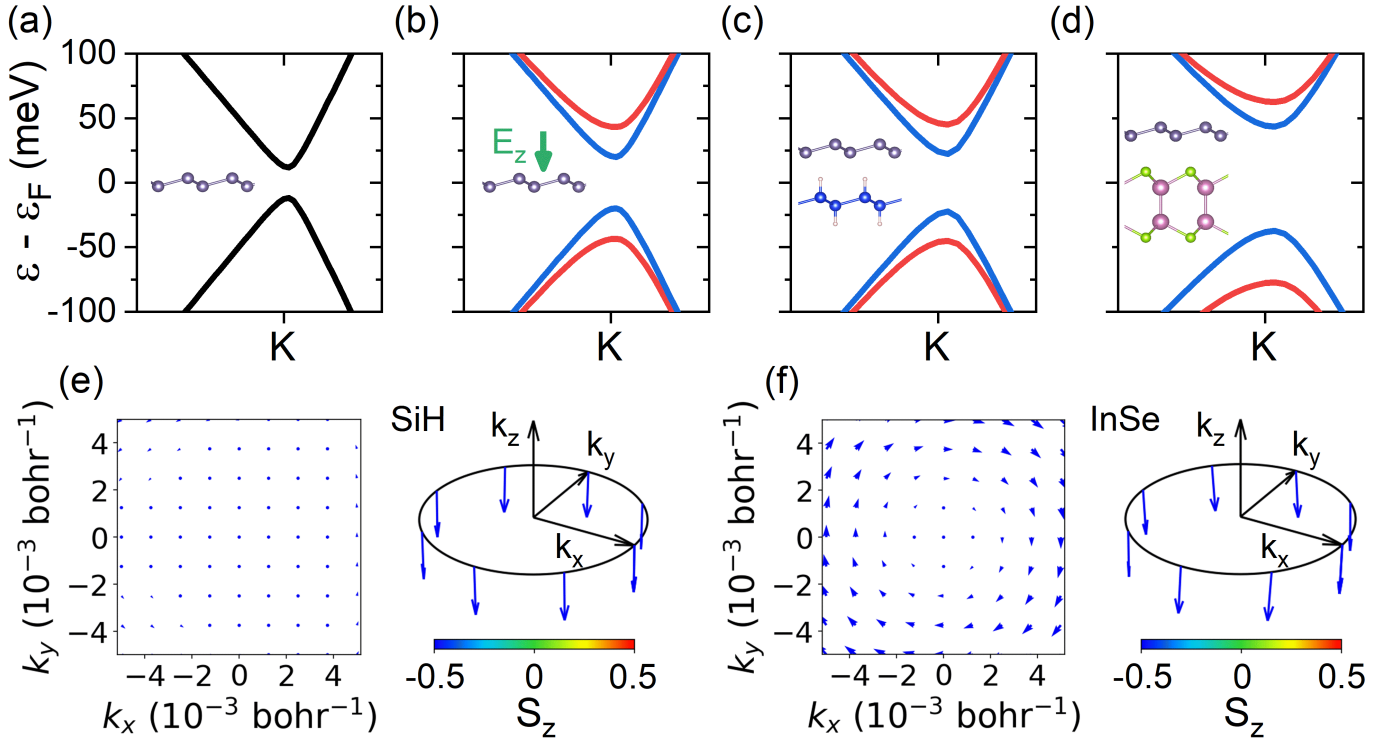 (a) (b) (c) (d)
ε - ε_F (meV)
100
50
0
-50
-100
E_z
K K K K
(e) (f)
k_y (10⁻³ bohr⁻¹)
4
2
0
−2
−4
−4 −2 0 2 4
k_x (10⁻³ bohr⁻¹)
SiH
k_z
k_y
k_x
-0.5 0 0.5
S_z
k_y (10⁻³ bohr⁻¹)
4
2
0
−2
−4
−4 −2 0 2 4
k_x (10⁻³ bohr⁻¹)
InSe
k_z
k_y
k_x
-0.5 0 0.5
S_z